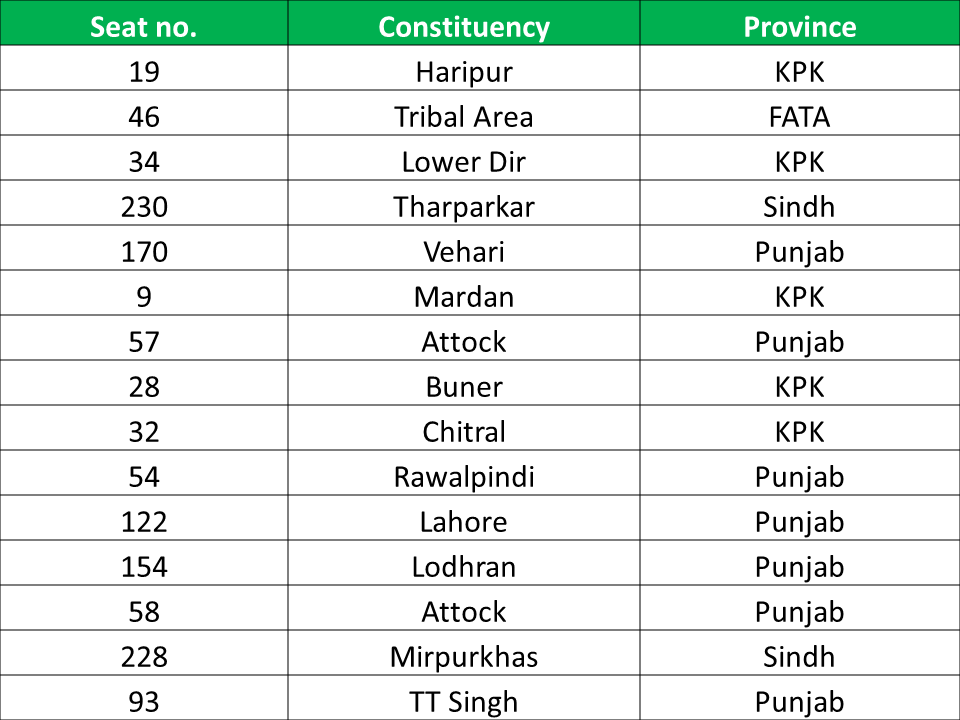 Seat no. Constituency Province
19 Haripur KPK
46 Tribal Area FATA
34 Lower Dir KPK
230 Tharparkar Sindh
170 Vehari Punjab
9 Mardan KPK
57 Attock Punjab
28 Buner KPK
32 Chitral KPK
54 Rawalpindi Punjab
122 Lahore Punjab
154 Lodhran Punjab
58 Attock Punjab
228 Mirpurkhas Sindh
93 TT Singh Punjab